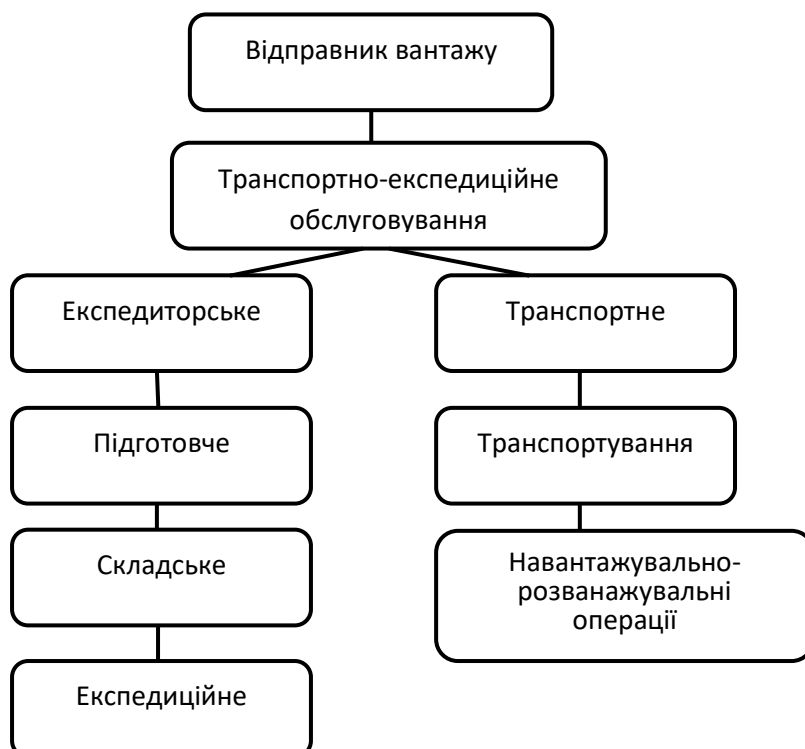 Відправник вантажу
Транспортно-експедиційне
обслуговування
Експедиторське
Транспортне
Підготовче
Транспортування
Складське
Навантажувально-
розванажувальні
операції
Експедиційне